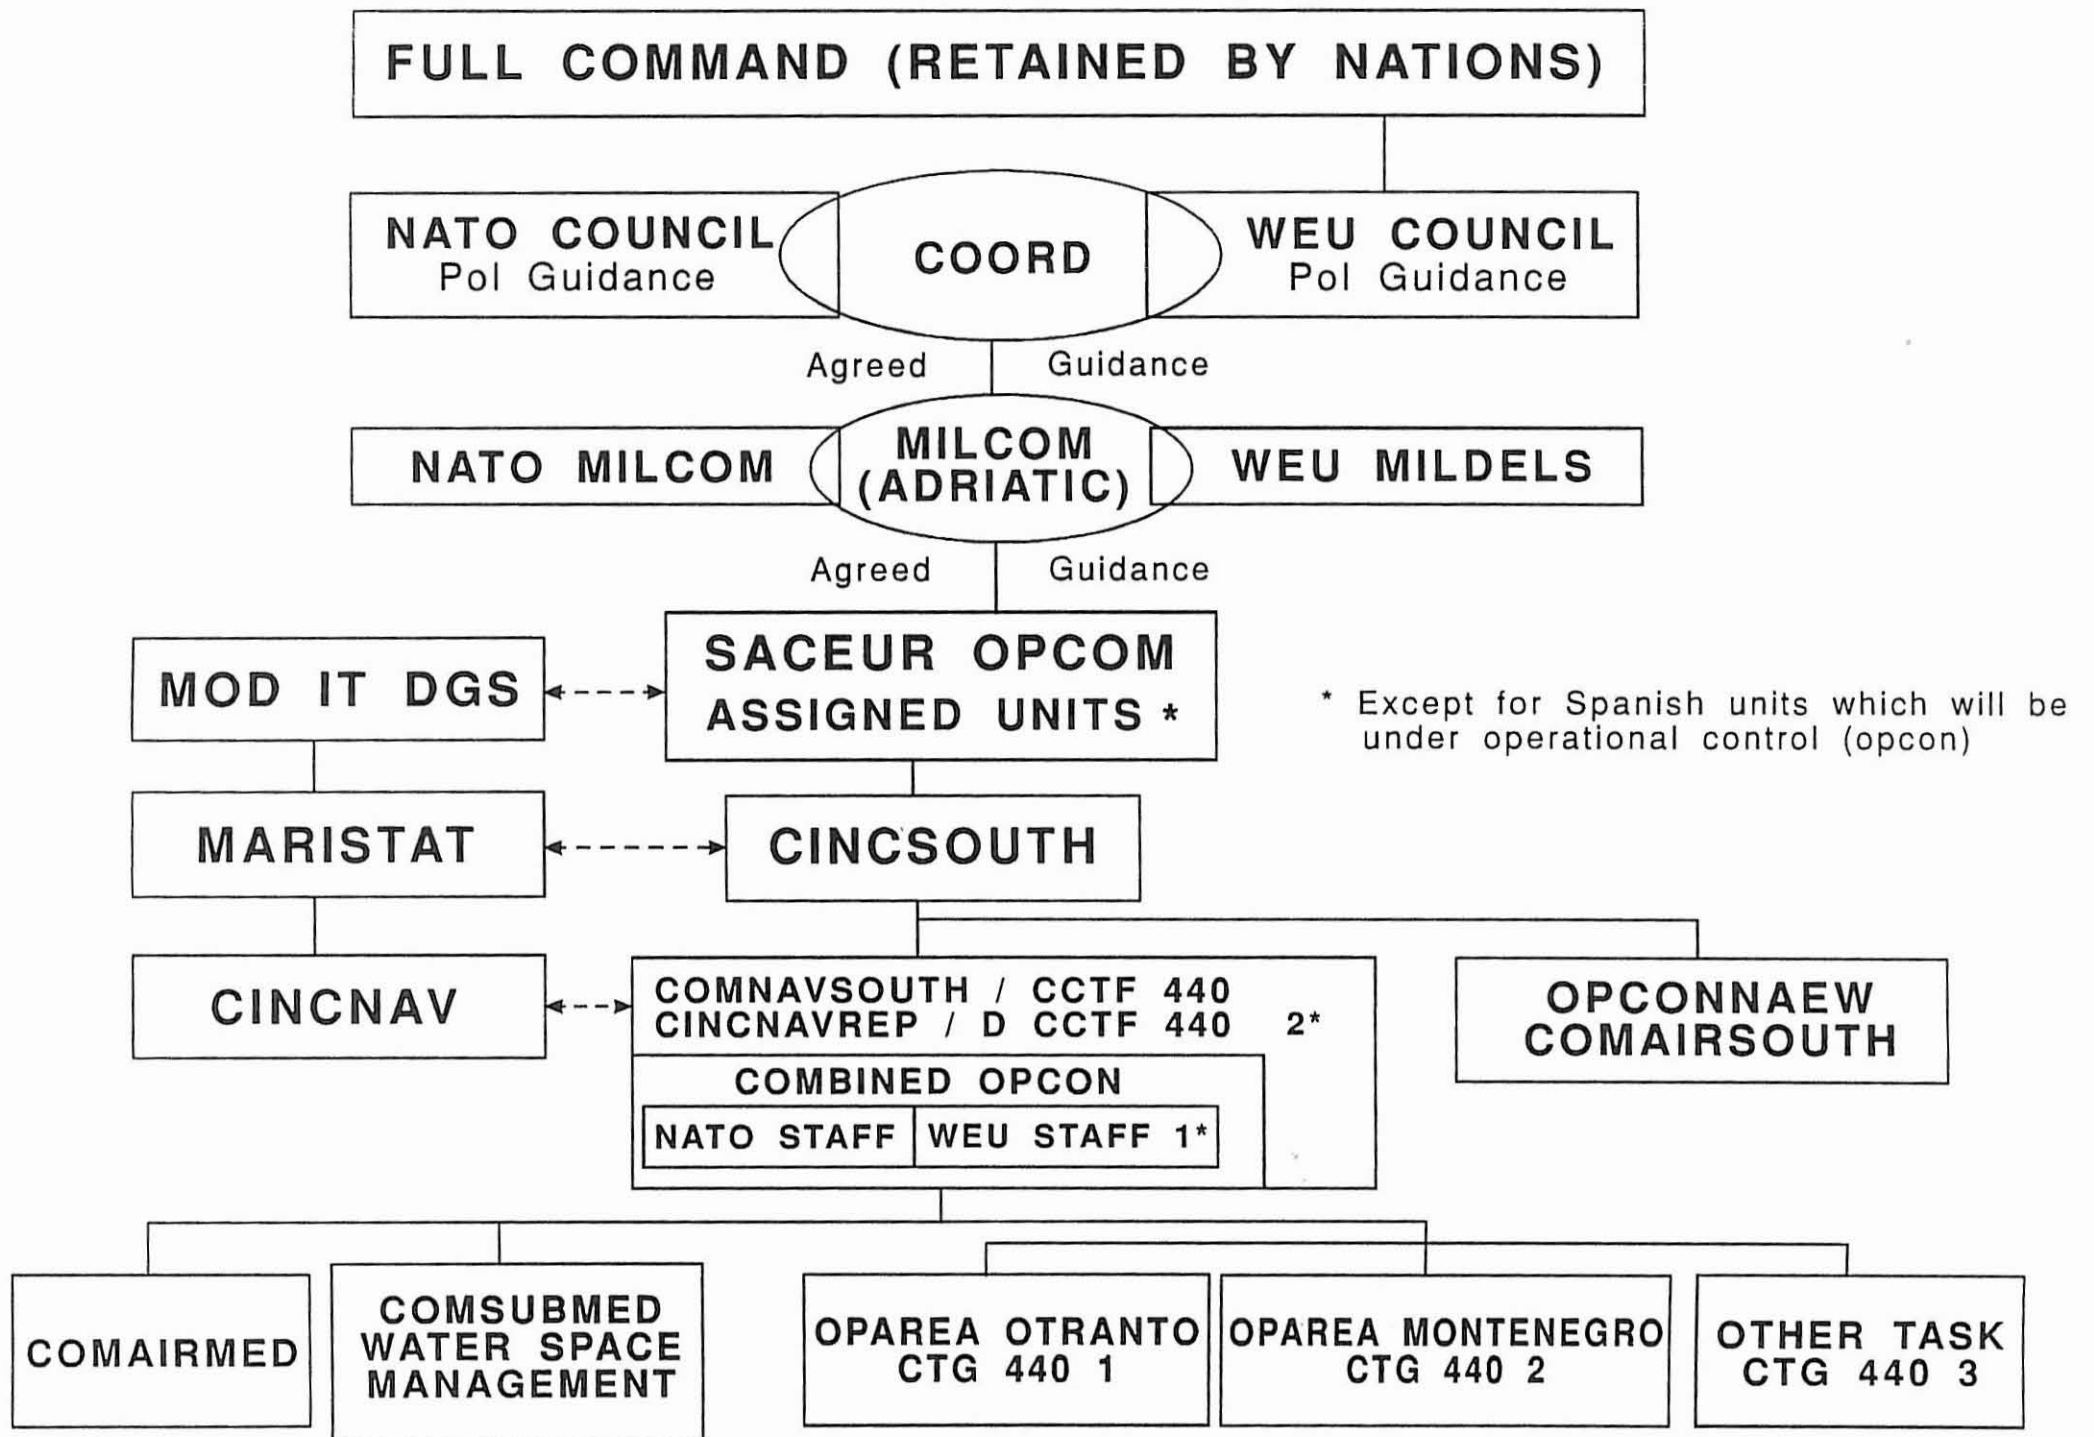 FULL COMMAND (RETAINED BY NATIONS)
NATO COUNCIL
Pol Guidance
COORD
WEU COUNCIL
Pol Guidance
Agreed Guidance
NATO MILCOM
MILCOM
(ADRIATIC)
WEU MILDELS
Agreed Guidance
MOD IT DGS
SACEUR OPCOM
ASSIGNED UNITS *
* Except for Spanish units which will be
under operational control (opcon)
MARISTAT
CINCSOUTH
CINCNAV
COMNAVSOUTH / CCTF 440
CINCNAVREP / D CCTF 440 2*
COMBINED OPCON
NATO STAFF
WEU STAFF 1*
OPCONNAEW
COMAIRSOUTH
COMAIRMED
COMSUBMED
WATER SPACE
MANAGEMENT
OPAREA OTRANTO
CTG 440 1
OPAREA MONTENEGRO
CTG 440 2
OTHER TASK
CTG 440 3